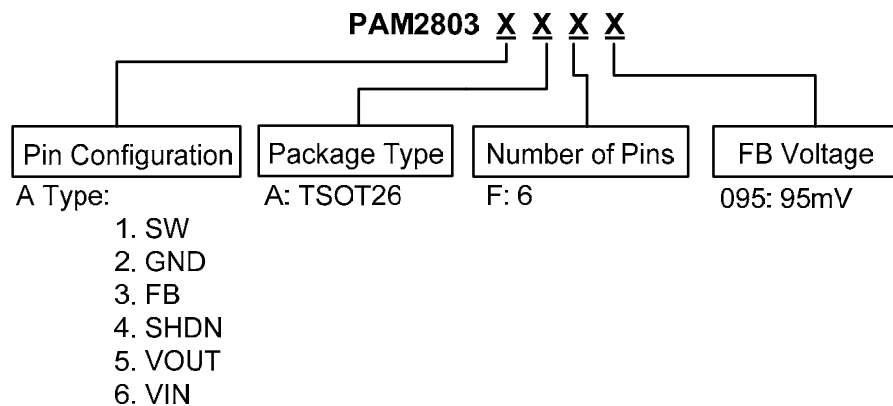 PAM2803 X X X X
Pin Configuration
Package Type
Number of Pins
FB Voltage
A Type:
A: TSOT26
F: 6
095: 95mV
1. SW
2. GND
3. FB
4. SHDN
5. VOUT
6. VIN